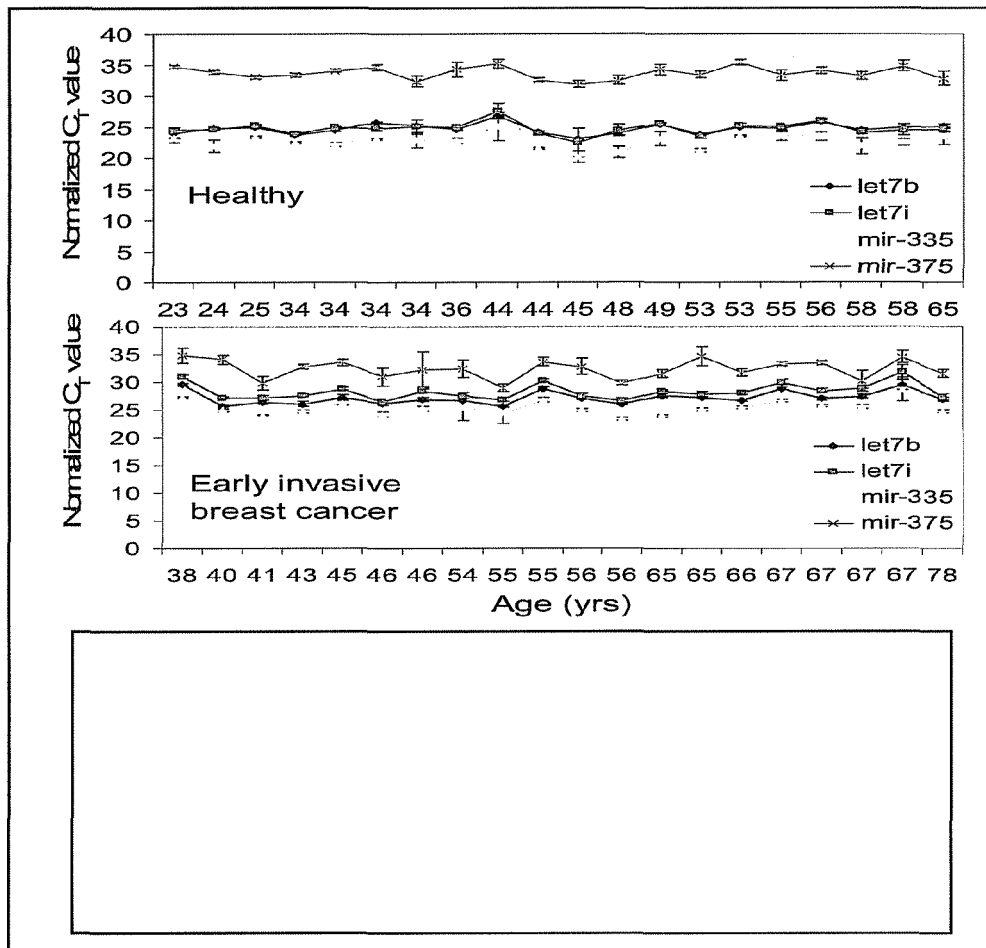 40
35
30
25
20
15
10
5
0
Normalized CT value
Healthy
let7b
let7i
mir-335
mir-375
23 24 25 34 34 34 34 36 44 44 45 48 49 53 53 55 56 58 58 65
40
35
30
25
20
15
10
5
0
Normalized CT value
Early invasive
breast cancer
let7b
let7i
mir-335
mir-375
38 40 41 43 45 46 46 54 55 55 56 56 65 65 66 67 67 67 67 78
Age (yrs)